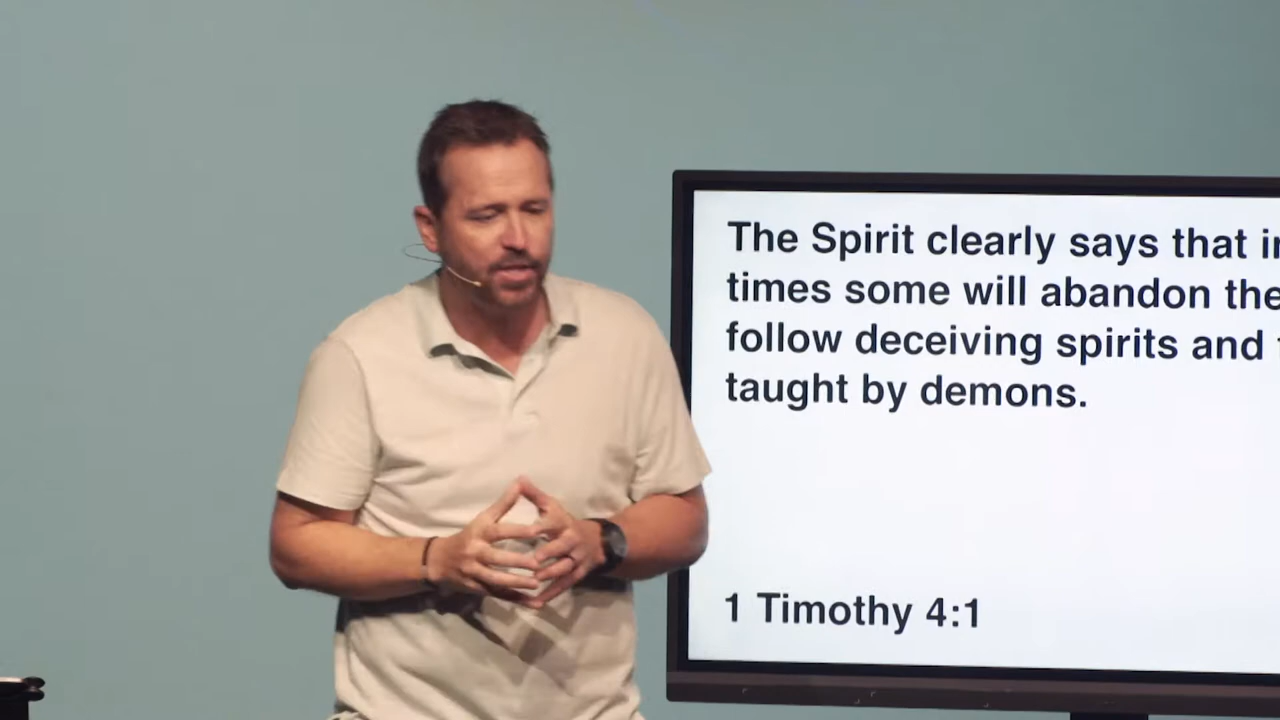 The Spirit clearly says that
times some will abandon the
follow deceiving spirits and
taught by demons.
1 Timothy 4:1